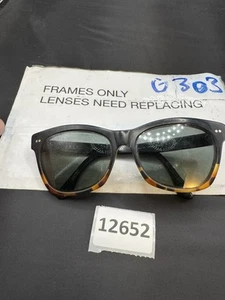 G303
FRAMES ONLY
LENSES NEED REPLACING
12652